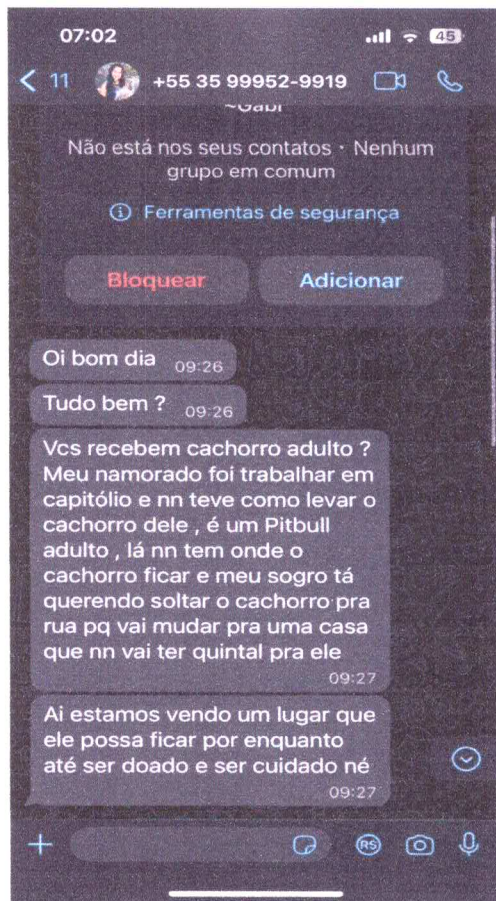 07:02
45
11
+55 35 99952-9919
~Gabi
Não está nos seus contatos · Nenhum
grupo em comum
Ferramentas de segurança
Bloquear
Adicionar
Oi bom dia 09:26
Tudo bem ? 09:26
Vcs recebem cachorro adulto ?
Meu namorado foi trabalhar em
capitólio e nn teve como levar o
cachorro dele , é um Pitbull
adulto , lá nn tem onde o
cachorro ficar e meu sogro tá
querendo soltar o cachorro pra
rua pq vai mudar pra uma casa
que nn vai ter quintal pra ele
09:27
Ai estamos vendo um lugar que
ele possa ficar por enquanto
até ser doado e ser cuidado né
09:27
R$